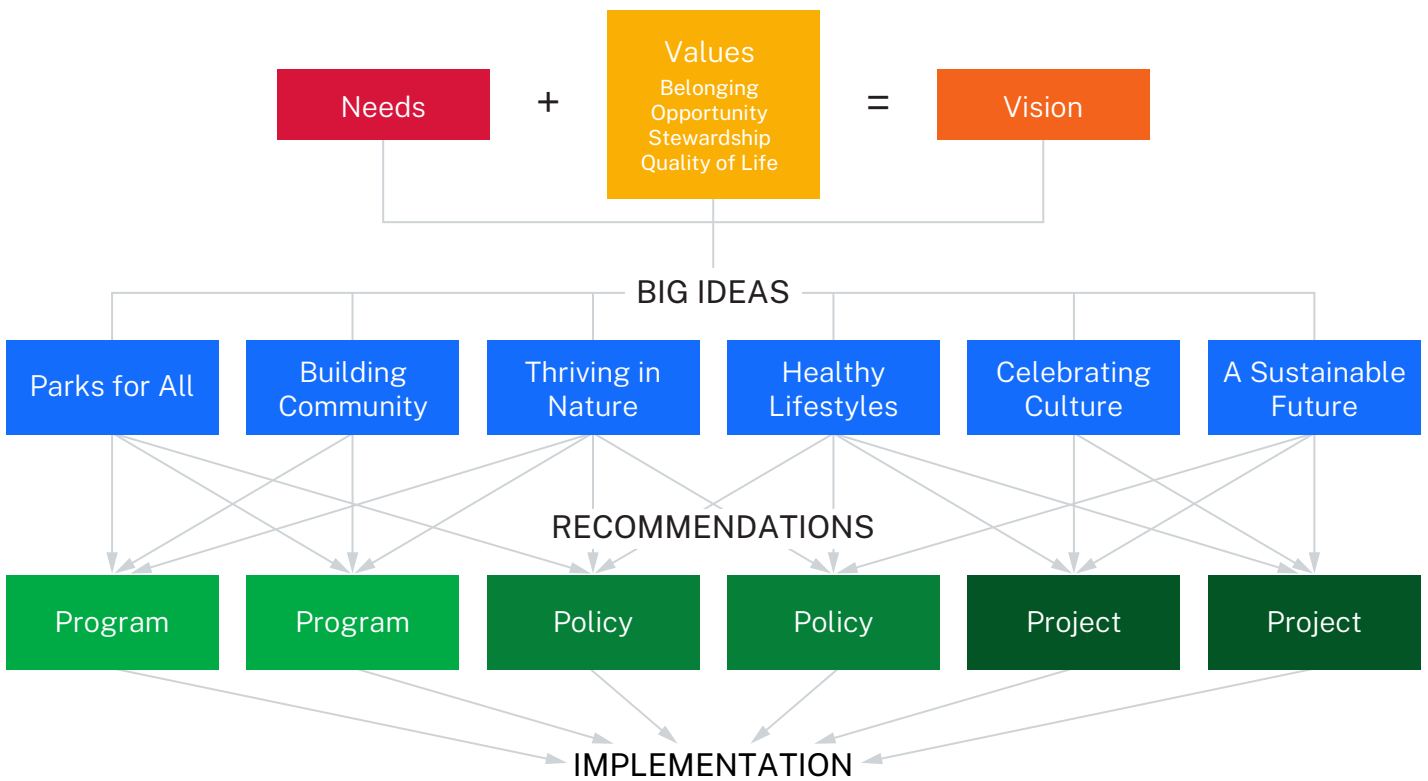 Needs
+
Values
Belonging
Opportunity
Stewardship
Quality of Life
=
Vision
BIG IDEAS
Parks for All
Building
Community
Thriving in
Nature
Healthy
Lifestyles
Celebrating
Culture
A Sustainable
Future
RECOMMENDATIONS
Program
Program
Policy
Policy
Project
Project
IMPLEMENTATION